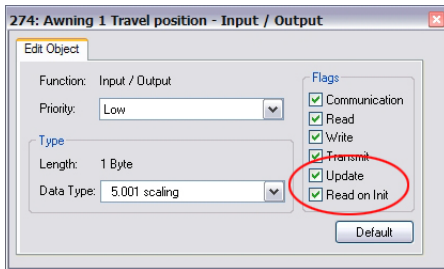 274: Awning 1 Travel position - Input / Output
Edit Object
Function: Input / Output
Priority: Low
Type
Length: 1 Byte
Data Type: 5.001 scaling
Flags
Communication
Read
Write
Transmit
Update
Read on Init
Default